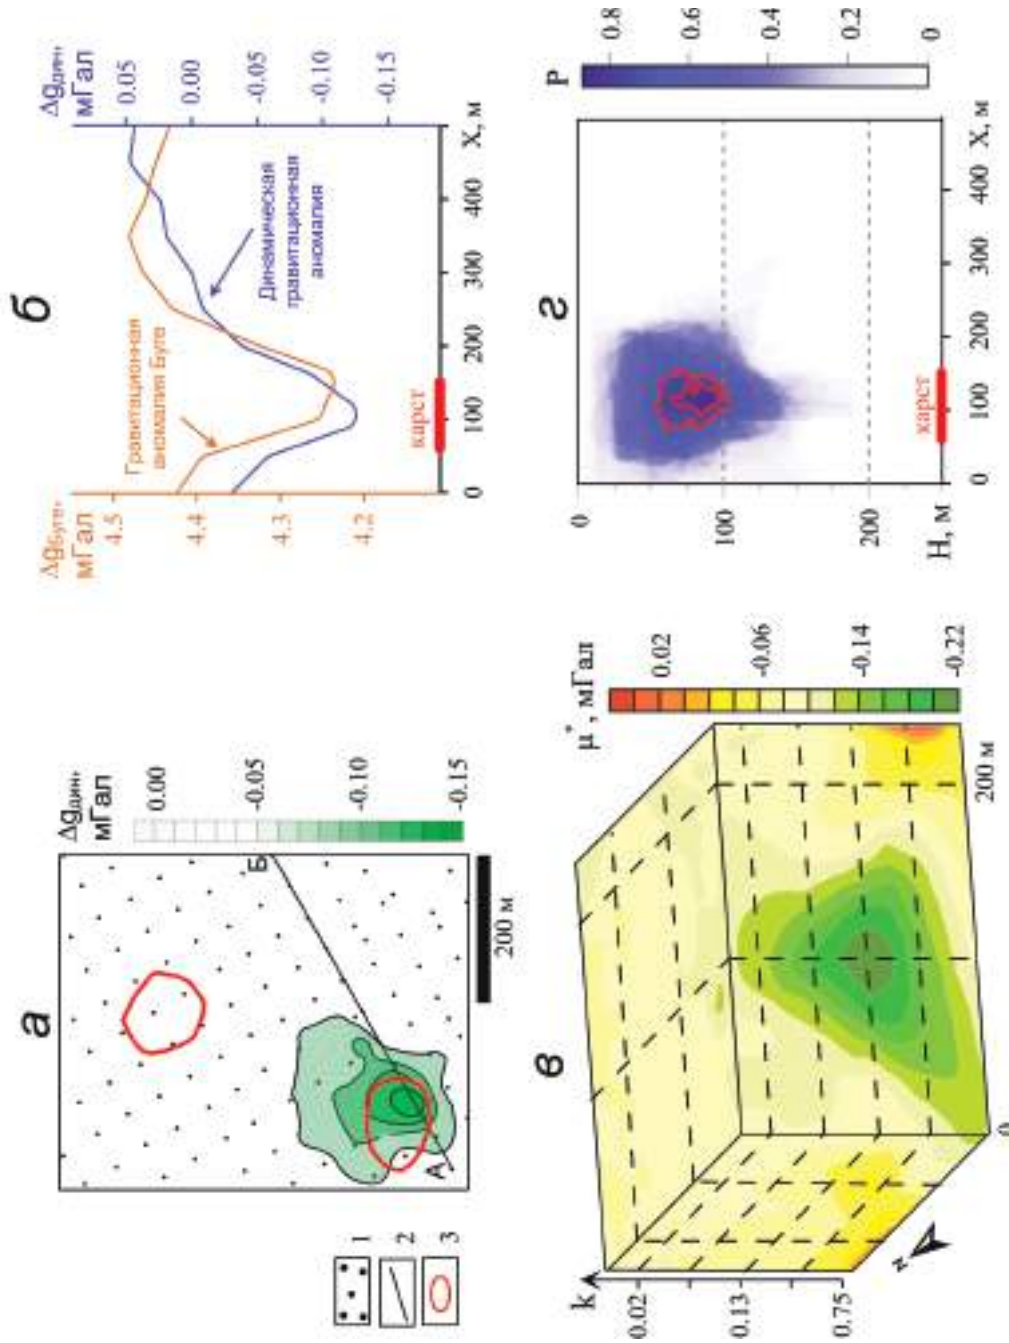 а
Δgдин,
мГал
0.00
-0.05
-0.10
-0.15
А
Б
200 м
1
2
3
б
ΔgБуге,
мГал
4.5
4.4
4.3
4.2
Гравитационная
аномалия Буге
Динамическая
гравитационная
аномалия
Δgдин,
мГал
0.05
0.00
-0.05
-0.10
-0.15
карст
0
100
200
300
400
X, м
в
k
0.02
0.13
0.75
N
0
200 м
μ*, мГал
0.02
-0.06
-0.14
-0.22
г
0
100
200
H, м
карст
0
100
200
300
400
X, м
P
0.8
0.6
0.4
0.2
0